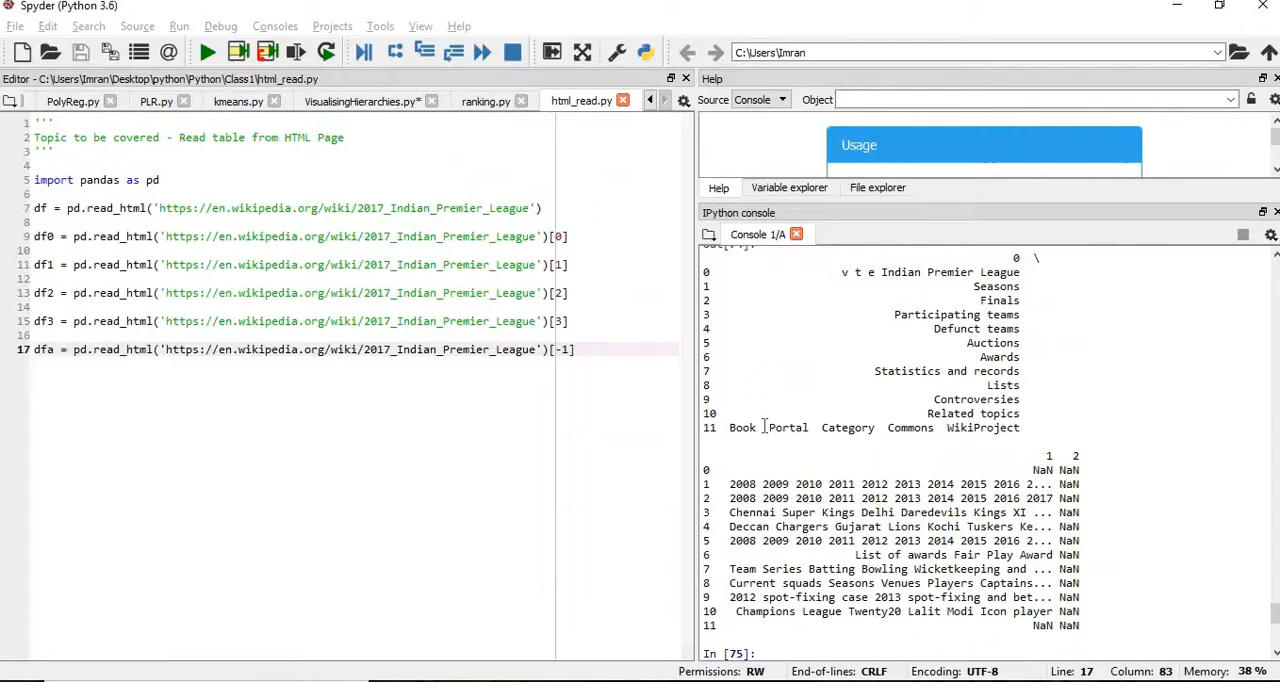 Spyder (Python 3.6)
File Edit Search Source Run Debug Consoles Projects Tools View Help
C:\Users\Imran
Editor - C:\Users\Imran\Desktop\python\Python\Class1\html_read.py
PolyReg.py PLR.py kmeans.py VisualisingHierarchies.py* ranking.py html_read.py
1 '''
2 Topic to be covered - Read table from HTML Page
3 '''
4
5 import pandas as pd
6
7 df = pd.read_html('https://en.wikipedia.org/wiki/2017_Indian_Premier_League')
8
9 df0 = pd.read_html('https://en.wikipedia.org/wiki/2017_Indian_Premier_League')[0]
10
11 df1 = pd.read_html('https://en.wikipedia.org/wiki/2017_Indian_Premier_League')[1]
12
13 df2 = pd.read_html('https://en.wikipedia.org/wiki/2017_Indian_Premier_League')[2]
14
15 df3 = pd.read_html('https://en.wikipedia.org/wiki/2017_Indian_Premier_League')[3]
16
17 dfa = pd.read_html('https://en.wikipedia.org/wiki/2017_Indian_Premier_League')[-1]
Help
Source Console Object
Usage
Help Variable explorer File explorer
IPython console
Console 1/A
0 \
0 v t e Indian Premier League
1 Seasons
2 Finals
3 Participating teams
4 Defunct teams
5 Auctions
6 Awards
7 Statistics and records
8 Lists
9 Controversies
10 Related topics
11 Book Portal Category Commons WikiProject
1 2
0 NaN NaN
1 2008 2009 2010 2011 2012 2013 2014 2015 2016 2... NaN
2 2008 2009 2010 2011 2012 2013 2014 2015 2016 2017 NaN
3 Chennai Super Kings Delhi Daredevils Kings XI ... NaN
4 Deccan Chargers Gujarat Lions Kochi Tuskers Ke... NaN
5 2008 2009 2010 2011 2012 2013 2014 2015 2016 2... NaN
6 List of awards Fair Play Award NaN
7 Team Series Batting Bowling Wicketkeeping and ... NaN
8 Current squads Seasons Venues Players Captains... NaN
9 2012 spot-fixing case 2013 spot-fixing and bet... NaN
10 Champions League Twenty20 Lalit Modi Icon player NaN
11 NaN NaN
In [75]:
Permissions: RW End-of-lines: CRLF Encoding: UTF-8 Line: 17 Column: 83 Memory: 38 %